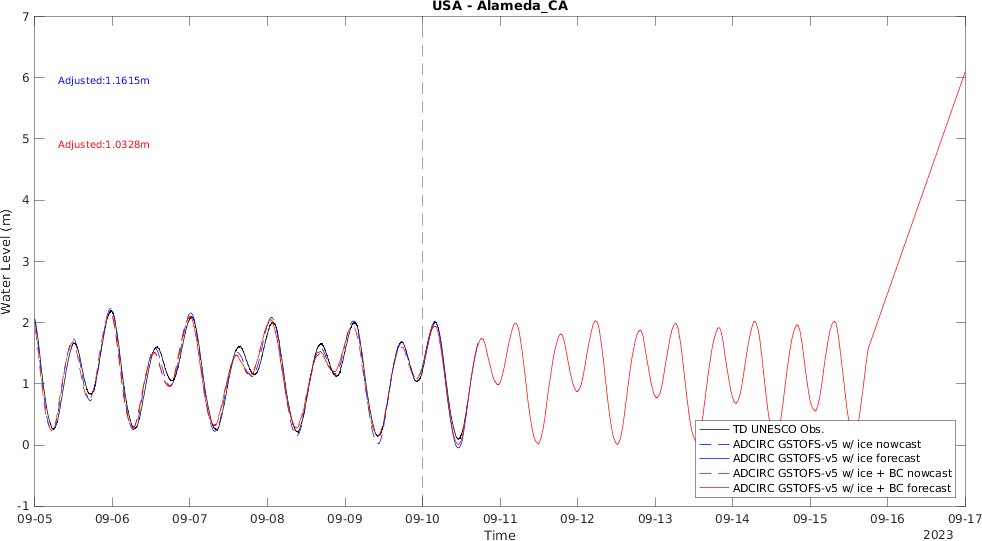 USA - Alameda_CA
7
6
5
4
3
2
1
0
-1
Water Level (m)
Adjusted:1.1615m
Adjusted:1.0328m
TD UNESCO Obs.
ADCIRC GSTOFS-v5 w/ ice nowcast
ADCIRC GSTOFS-v5 w/ ice forecast
ADCIRC GSTOFS-v5 w/ ice + BC nowcast
ADCIRC GSTOFS-v5 w/ ice + BC forecast
09-05 09-06 09-07 09-08 09-09 09-10 09-11 09-12 09-13 09-14 09-15 09-16 09-17
Time
2023